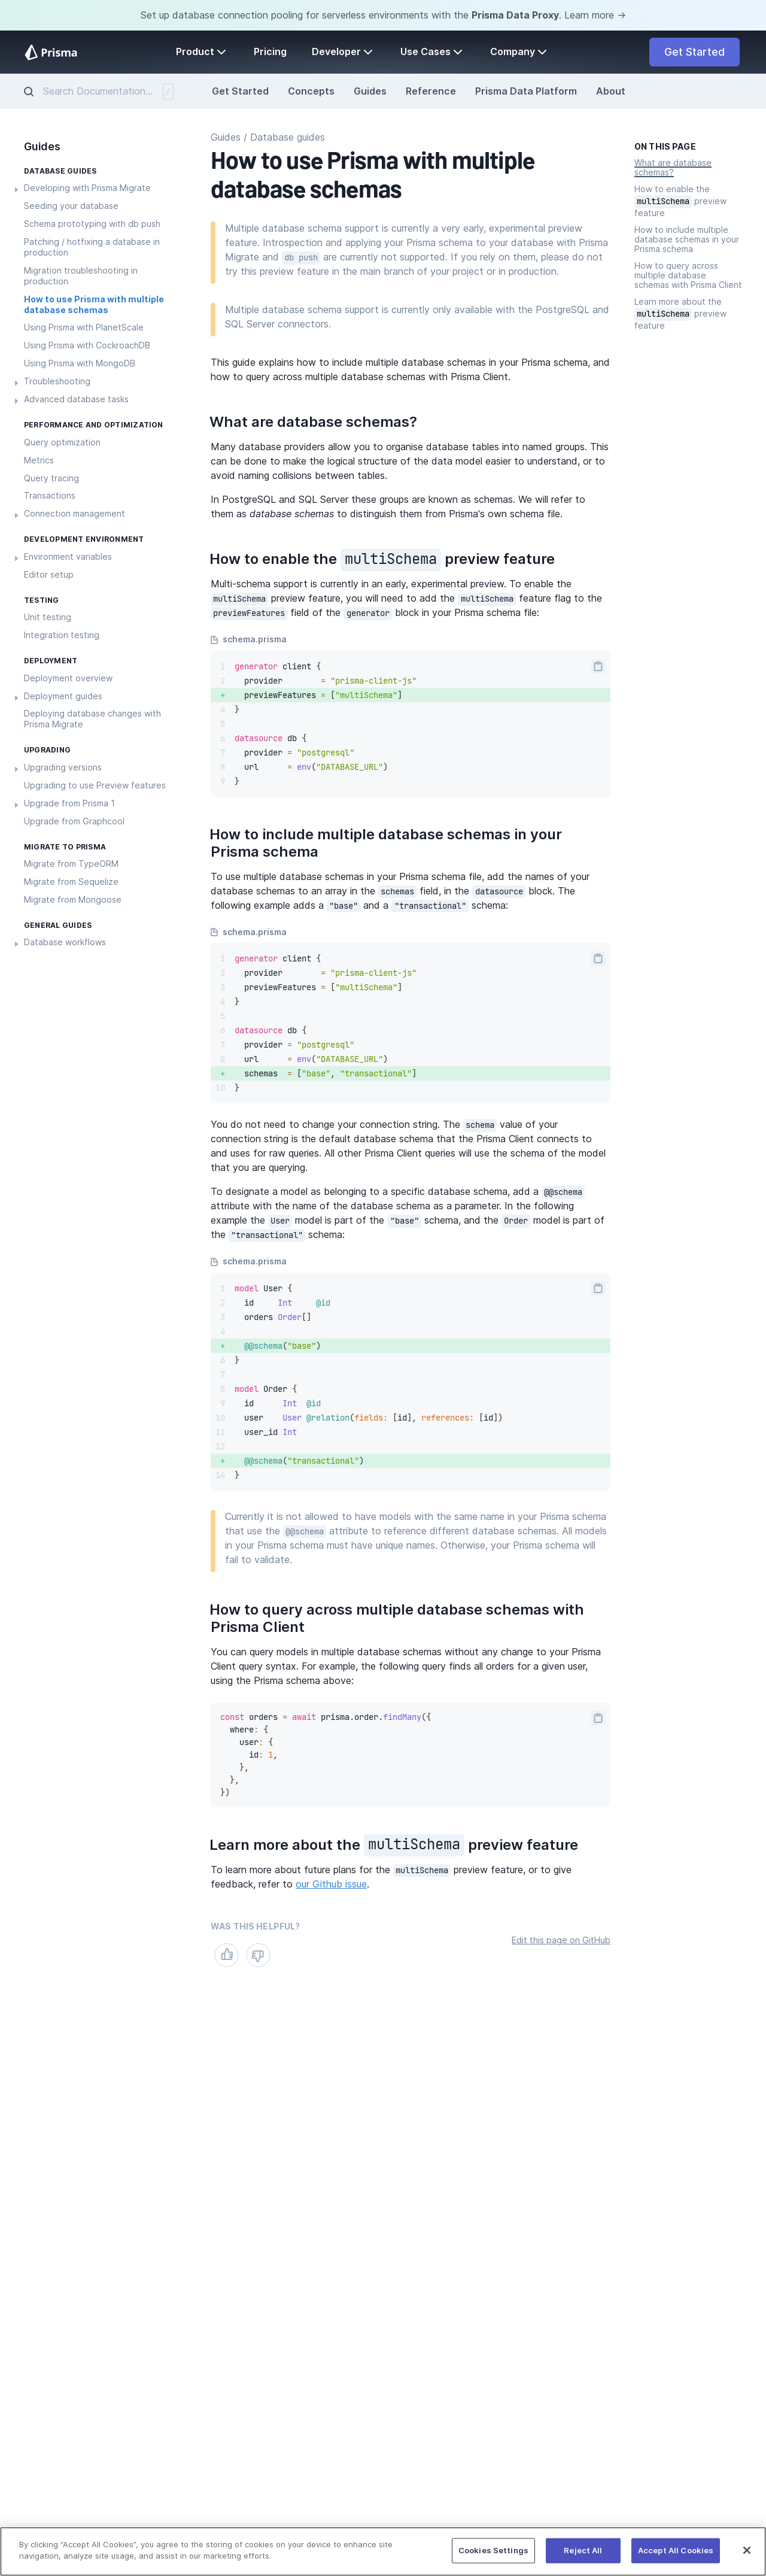 Set up database connection pooling for serverless environments with the Prisma Data Proxy. Learn more →
Prisma
Product
Pricing
Developer
Use Cases
Company
Get Started
Search Documentation... /
Get Started
Concepts
Guides
Reference
Prisma Data Platform
About
Guides
DATABASE GUIDES
Developing with Prisma Migrate
Seeding your database
Schema prototyping with db push
Patching / hotfixing a database in
production
Migration troubleshooting in
production
How to use Prisma with multiple
database schemas
Using Prisma with PlanetScale
Using Prisma with CockroachDB
Using Prisma with MongoDB
Troubleshooting
Advanced database tasks
PERFORMANCE AND OPTIMIZATION
Query optimization
Metrics
Query tracing
Transactions
Connection management
DEVELOPMENT ENVIRONMENT
Environment variables
Editor setup
TESTING
Unit testing
Integration testing
DEPLOYMENT
Deployment overview
Deployment guides
Deploying database changes with
Prisma Migrate
UPGRADING
Upgrading versions
Upgrading to use Preview features
Upgrade from Prisma 1
Upgrade from Graphcool
MIGRATE TO PRISMA
Migrate from TypeORM
Migrate from Sequelize
Migrate from Mongoose
GENERAL GUIDES
Database workflows
Guides / Database guides
How to use Prisma with multiple
database schemas
Multiple database schema support is currently a very early, experimental preview
feature. Introspection and applying your Prisma schema to your database with Prisma
Migrate and db push are currently not supported. If you rely on them, please do not
try this preview feature in the main branch of your project or in production.
Multiple database schema support is currently only available with the PostgreSQL and
SQL Server connectors.
This guide explains how to include multiple database schemas in your Prisma schema, and
how to query across multiple database schemas with Prisma Client.
What are database schemas?
Many database providers allow you to organise database tables into named groups. This
can be done to make the logical structure of the data model easier to understand, or to
avoid naming collisions between tables.
In PostgreSQL and SQL Server these groups are known as schemas. We will refer to
them as database schemas to distinguish them from Prisma's own schema file.
How to enable the multiSchema preview feature
Multi-schema support is currently in an early, experimental preview. To enable the
multiSchema preview feature, you will need to add the multiSchema feature flag to the
previewFeatures field of the generator block in your Prisma schema file:
schema.prisma
1 generator client {
2   provider        = "prisma-client-js"
+   previewFeatures = ["multiSchema"]
4 }
5
6 datasource db {
7   provider = "postgresql"
8   url      = env("DATABASE_URL")
9 }
How to include multiple database schemas in your
Prisma schema
To use multiple database schemas in your Prisma schema file, add the names of your
database schemas to an array in the schemas field, in the datasource block. The
following example adds a "base" and a "transactional" schema:
schema.prisma
1 generator client {
2   provider        = "prisma-client-js"
3   previewFeatures = ["multiSchema"]
4 }
5
6 datasource db {
7   provider = "postgresql"
8   url      = env("DATABASE_URL")
+   schemas  = ["base", "transactional"]
10 }
You do not need to change your connection string. The schema value of your
connection string is the default database schema that the Prisma Client connects to
and uses for raw queries. All other Prisma Client queries will use the schema of the model
that you are querying.
To designate a model as belonging to a specific database schema, add a @@schema
attribute with the name of the database schema as a parameter. In the following
example the User model is part of the "base" schema, and the Order model is part of
the "transactional" schema:
schema.prisma
1 model User {
2   id     Int     @id
3   orders Order[]
4
+   @@schema("base")
6 }
7
8 model Order {
9   id      Int  @id
10   user    User @relation(fields: [id], references: [id])
11   user_id Int
12
+   @@schema("transactional")
14 }
Currently it is not allowed to have models with the same name in your Prisma schema
that use the @@schema attribute to reference different database schemas. All models
in your Prisma schema must have unique names. Otherwise, your Prisma schema will
fail to validate.
How to query across multiple database schemas with
Prisma Client
You can query models in multiple database schemas without any change to your Prisma
Client query syntax. For example, the following query finds all orders for a given user,
using the Prisma schema above:
const orders = await prisma.order.findMany({
  where: {
    user: {
      id: 1,
    },
  },
})
Learn more about the multiSchema preview feature
To learn more about future plans for the multiSchema preview feature, or to give
feedback, refer to our Github issue.
WAS THIS HELPFUL?
Edit this page on GitHub
ON THIS PAGE
What are database
schemas?
How to enable the
multiSchema preview
feature
How to include multiple
database schemas in your
Prisma schema
How to query across
multiple database
schemas with Prisma Client
Learn more about the
multiSchema preview
feature
By clicking "Accept All Cookies", you agree to the storing of cookies on your device to enhance site
navigation, analyze site usage, and assist in our marketing efforts.
Cookies Settings
Reject All
Accept All Cookies